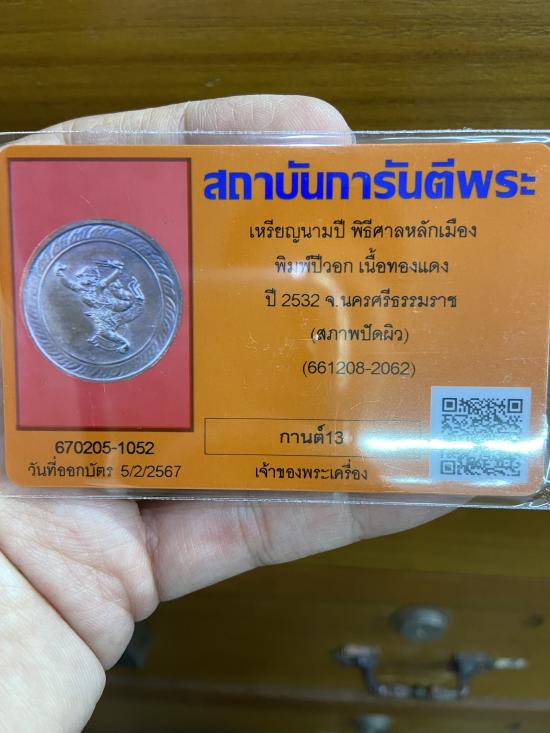 สถาบันการันตีพระ
เหรียญนามปี พิธีศาลหลักเมือง
พิมพ์ปีวอก เนื้อทองแดง
ปี 2532 จ.นครศรีธรรมราช
(สภาพปัดผิว)
(661208-2062)
กานต์13
เจ้าของพระเครื่อง
670205-1052
วันที่ออกบัตร 5/2/2567